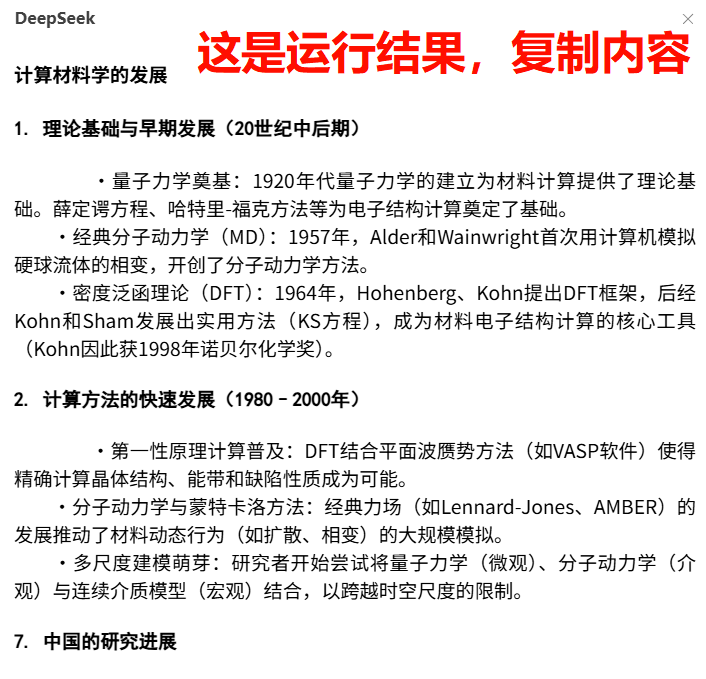 DeepSeek
这是运行结果，复制内容
计算材料学的发展
1. 理论基础与早期发展（20世纪中后期）
·量子力学奠基：1920年代量子力学的建立为材料计算提供了理论基
础。薛定谔方程、哈特里-福克方法等为电子结构计算奠定了基础。
·经典分子动力学（MD）：1957年，Alder和Wainwright首次用计算机模拟
硬球流体的相变，开创了分子动力学方法。
·密度泛函理论（DFT）：1964年，Hohenberg、Kohn提出DFT框架，后经
Kohn和Sham发展出实用方法（KS方程），成为材料电子结构计算的核心工具
（Kohn因此获1998年诺贝尔化学奖）。
2. 计算方法的快速发展（1980–2000年）
·第一性原理计算普及：DFT结合平面波赝势方法（如VASP软件）使得
精确计算晶体结构、能带和缺陷性质成为可能。
·分子动力学与蒙特卡洛方法：经典力场（如Lennard-Jones、AMBER）的
发展推动了材料动态行为（如扩散、相变）的大规模模拟。
·多尺度建模萌芽：研究者开始尝试将量子力学（微观）、分子动力学（介
观）与连续介质模型（宏观）结合，以跨越时空尺度的限制。
7. 中国的研究进展